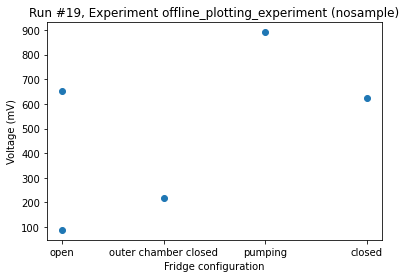 Run #19, Experiment offline_plotting_experiment (nosample)
Voltage (mV)
900
800
700
600
500
400
300
200
100
open outer chamber closed pumping closed
Fridge configuration